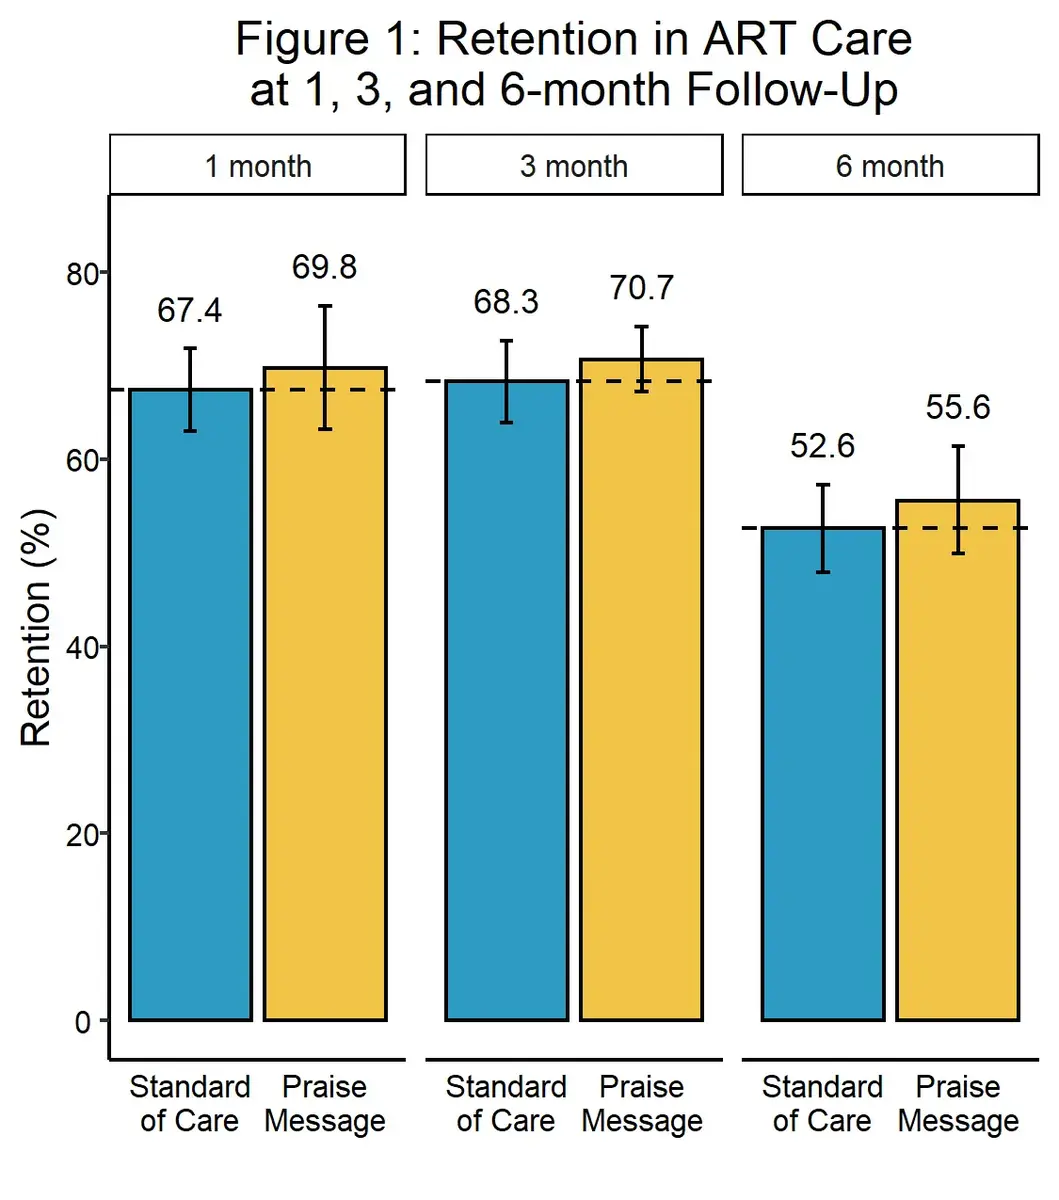 Figure 1: Retention in ART Care
at 1, 3, and 6-month Follow-Up
1 month
3 month
6 month
Retention (%)
80
60
40
20
0
67.4
69.8
68.3
70.7
52.6
55.6
Standard
of Care
Praise
Message
Standard
of Care
Praise
Message
Standard
of Care
Praise
Message